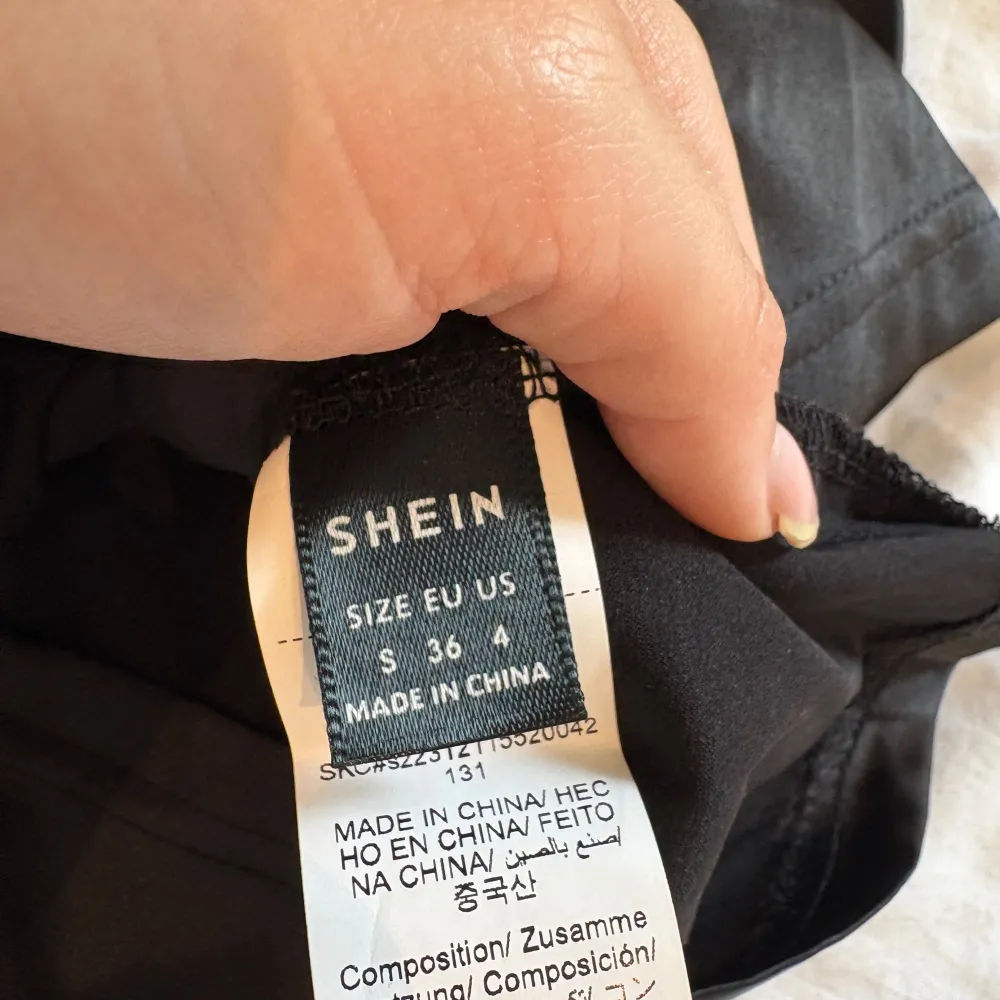 SHEIN
SIZE EU US
S 36 4
MADE IN CHINA
131
MADE IN CHINA/ HEC
HO EN CHINA/ FEITO
NA CHINA/ صنع بالصين/
중국산
Composition/ Zusamme
Composición/